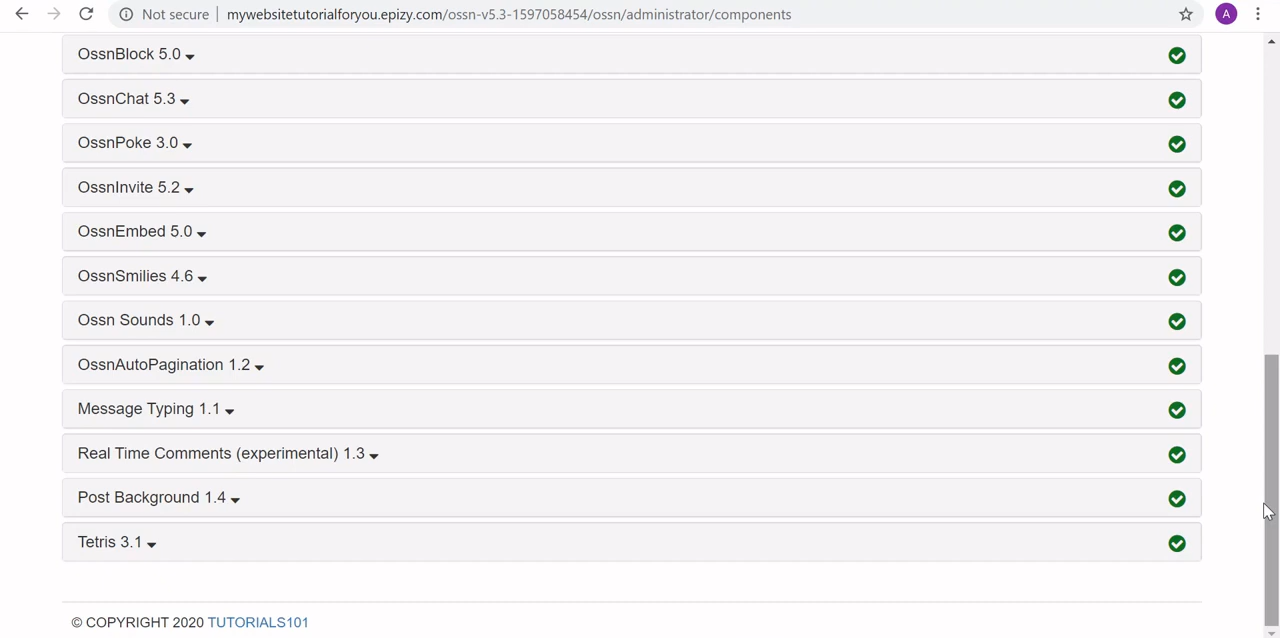 Not secure | mywebsitetutorialforyou.epizy.com/ossn-v5.3-1597058454/ossn/administrator/components A
OssnBlock 5.0
OssnChat 5.3
OssnPoke 3.0
OssnInvite 5.2
OssnEmbed 5.0
OssnSmilies 4.6
Ossn Sounds 1.0
OssnAutoPagination 1.2
Message Typing 1.1
Real Time Comments (experimental) 1.3
Post Background 1.4
Tetris 3.1
© COPYRIGHT 2020 TUTORIALS101